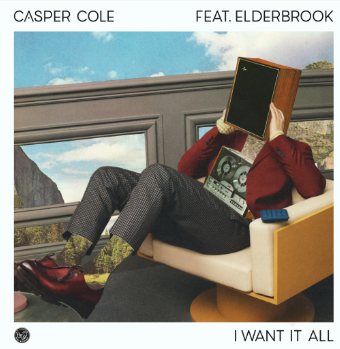 CASPER COLE
FEAT. ELDERBROOK
I WANT IT ALL